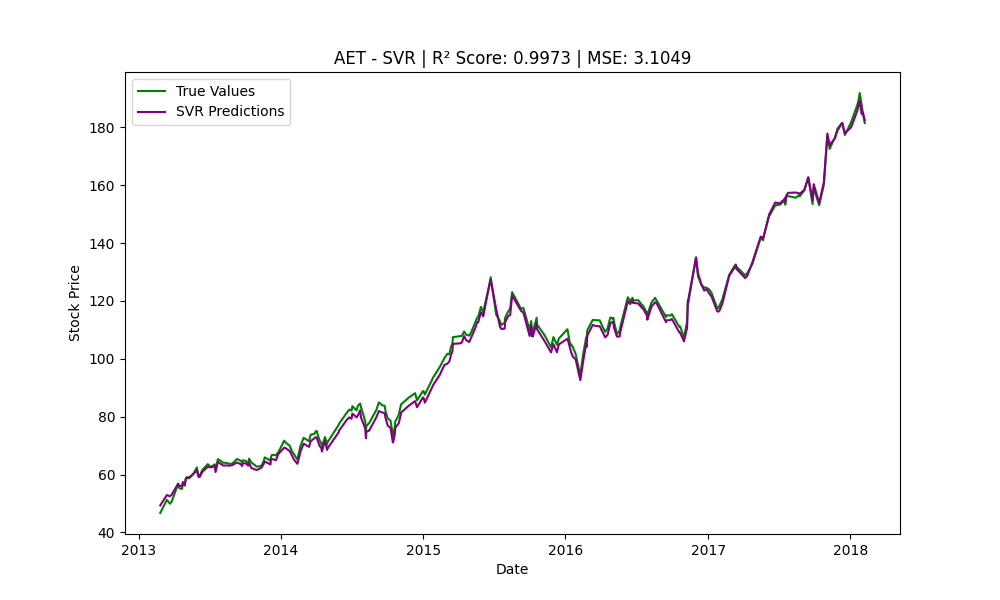 AET - SVR | R² Score: 0.9973 | MSE: 3.1049
True Values
SVR Predictions
180
160
140
120
100
80
60
40
Stock Price
2013 2014 2015 2016 2017 2018
Date